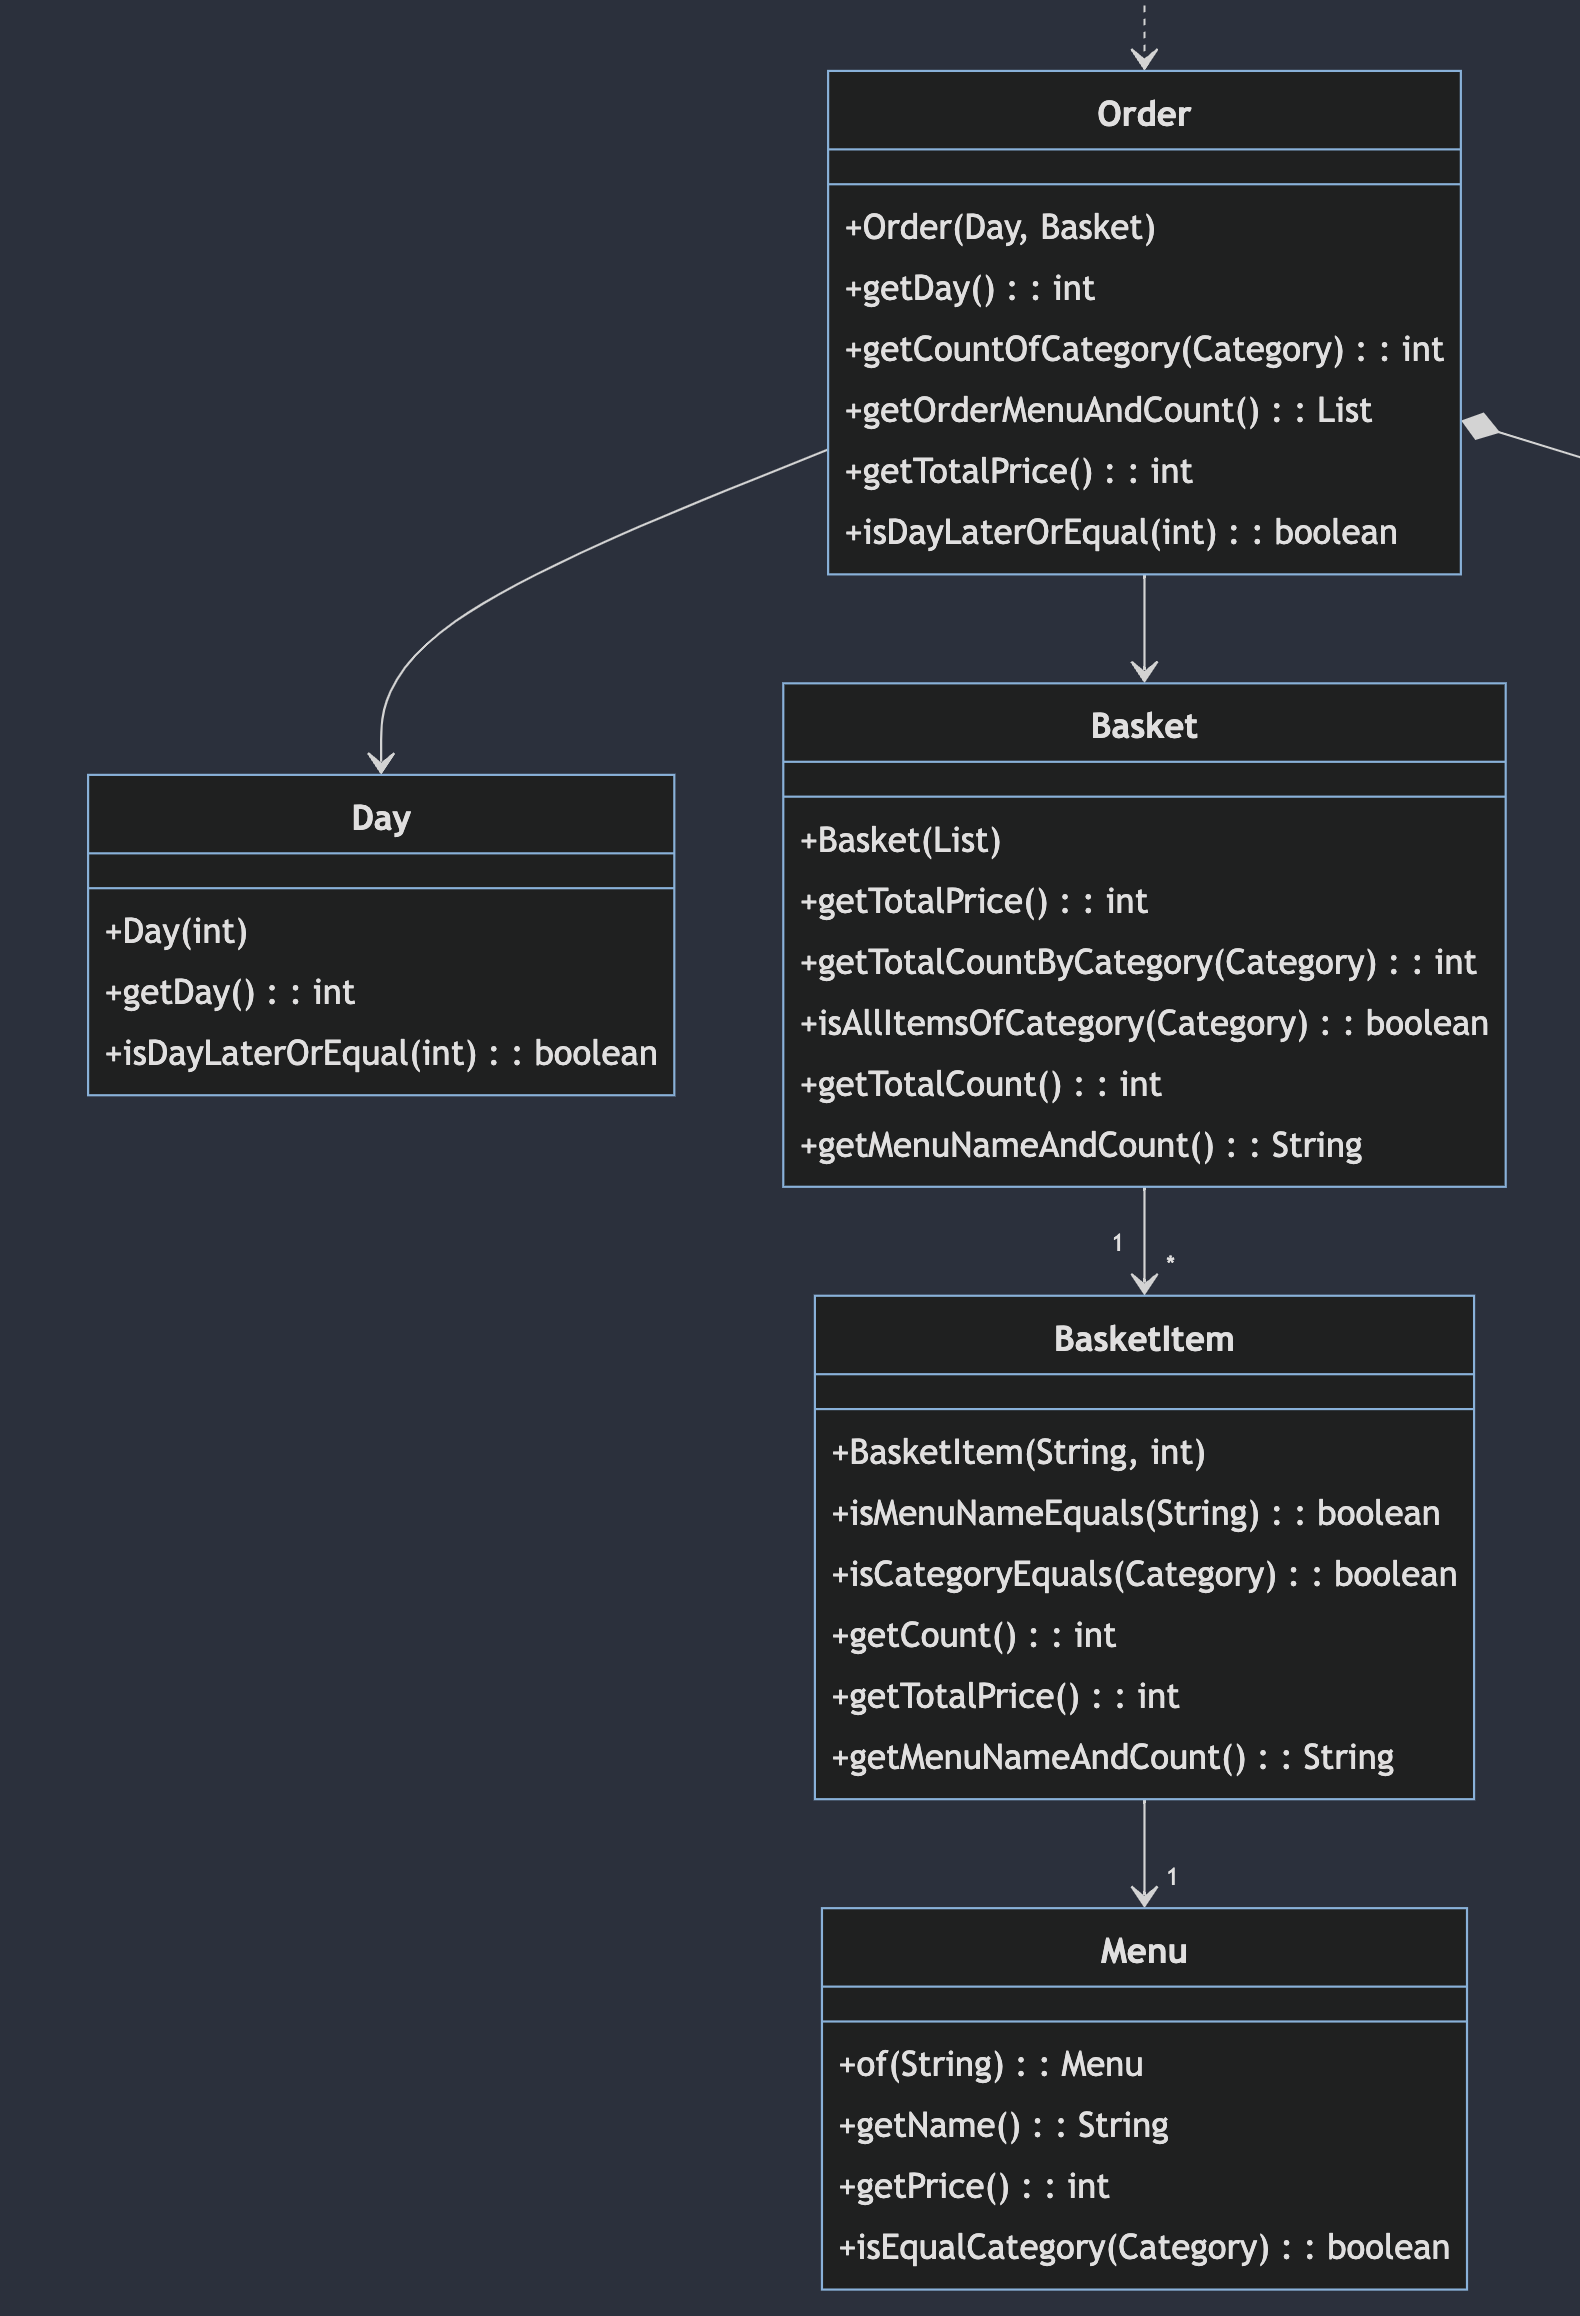 Order
+Order(Day, Basket)
+getDay() : : int
+getCountOfCategory(Category) : : int
+getOrderMenuAndCount() : : List
+getTotalPrice() : : int
+isDayLaterOrEqual(int) : : boolean
Day
+Day(int)
+getDay() : : int
+isDayLaterOrEqual(int) : : boolean
Basket
+Basket(List)
+getTotalPrice() : : int
+getTotalCountByCategory(Category) : : int
+isAllItemsOfCategory(Category) : : boolean
+getTotalCount() : : int
+getMenuNameAndCount() : : String
1
*
BasketItem
+BasketItem(String, int)
+isMenuNameEquals(String) : : boolean
+isCategoryEquals(Category) : : boolean
+getCount() : : int
+getTotalPrice() : : int
+getMenuNameAndCount() : : String
1
Menu
+of(String) : : Menu
+getName() : : String
+getPrice() : : int
+isEqualCategory(Category) : : boolean